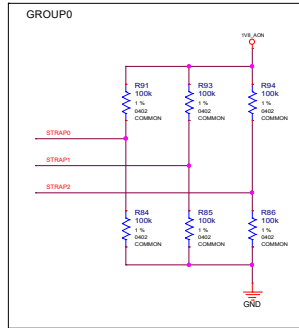 GROUP0
1V8_AON
R91
100k
1 %
0402
COMMON
R93
100k
1 %
0402
COMMON
R94
100k
1 %
0402
COMMON
STRAP0
STRAP1
STRAP2
R84
100k
1 %
0402
COMMON
R85
100k
1 %
0402
COMMON
R86
100k
1 %
0402
COMMON
GND